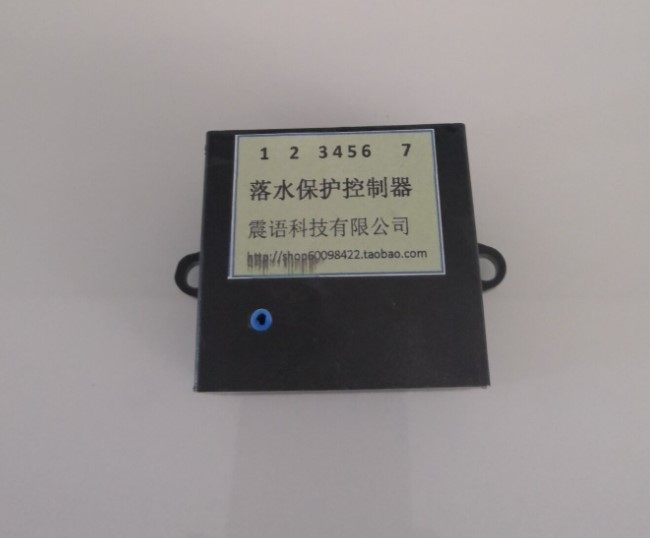 1 2 3456 7
落水保护控制器
震语科技有限公司
http://shop60098422.taobao.com